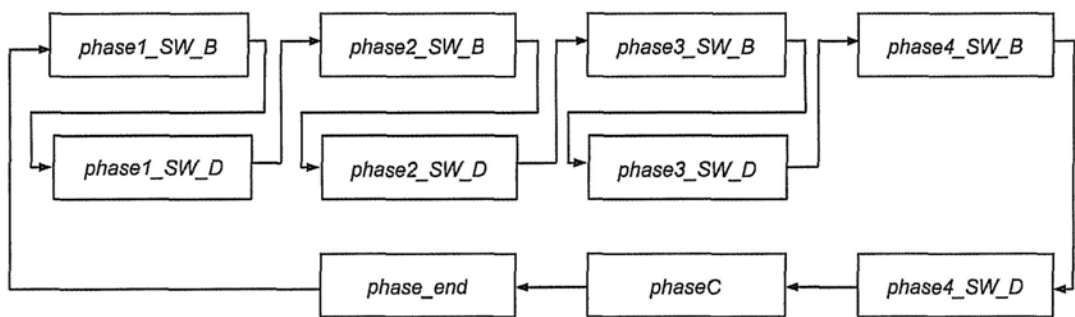 phase1_SW_B
phase2_SW_B
phase3_SW_B
phase4_SW_B
phase1_SW_D
phase2_SW_D
phase3_SW_D
phase_end
phaseC
phase4_SW_D